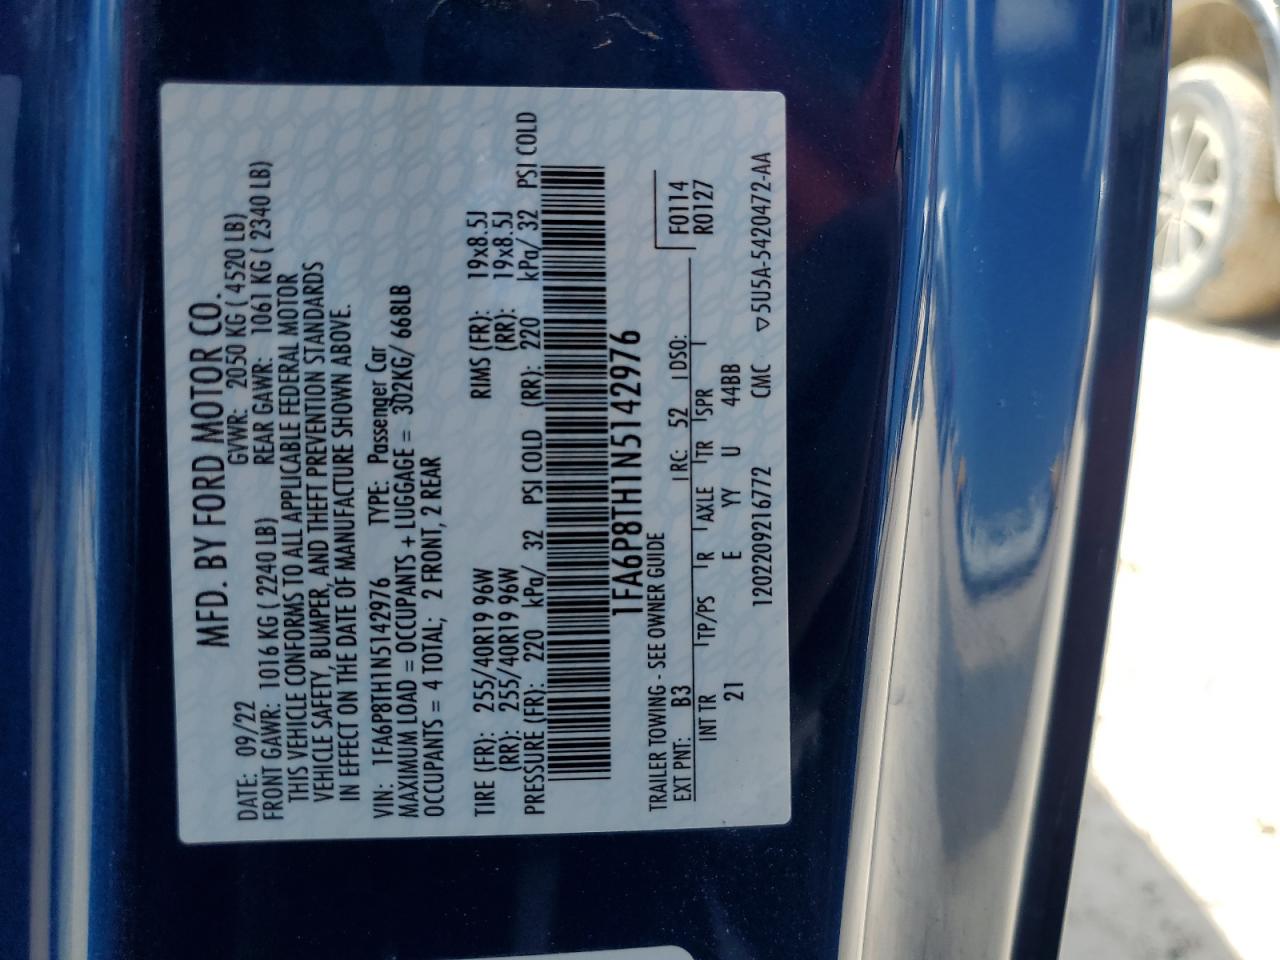 MFD. BY FORD MOTOR CO.
DATE: 09/22 GVWR: 2050 KG ( 4520 LB)
FRONT GAWR: 1016 KG ( 2240 LB) REAR GAWR: 1061 KG ( 2340 LB)
THIS VEHICLE CONFORMS TO ALL APPLICABLE FEDERAL MOTOR
VEHICLE SAFETY, BUMPER, AND THEFT PREVENTION STANDARDS
IN EFFECT ON THE DATE OF MANUFACTURE SHOWN ABOVE.
VIN: 1FA6P8TH1N5142976 TYPE: Passenger Car
MAXIMUM LOAD = OCCUPANTS + LUGGAGE = 302KG/ 668LB
OCCUPANTS = 4 TOTAL; 2 FRONT, 2 REAR
TIRE (FR): 255/40R19 96W RIMS (FR): 19x8.5J
(RR): 255/40R19 96W (RR): 19x8.5J
PRESSURE (FR): 220 kPa/ 32 PSI COLD (RR): 220 kPa/ 32 PSI COLD
1FA6P8TH1N5142976
TRAILER TOWING - SEE OWNER GUIDE F0114
EXT PNT: B3 RC: 52 DSO: R0127
INT TR TP/PS R AXLE TR SPR
21 E YY U 44BB
1202209216772 CMC ▽5U5A-5420472-AA